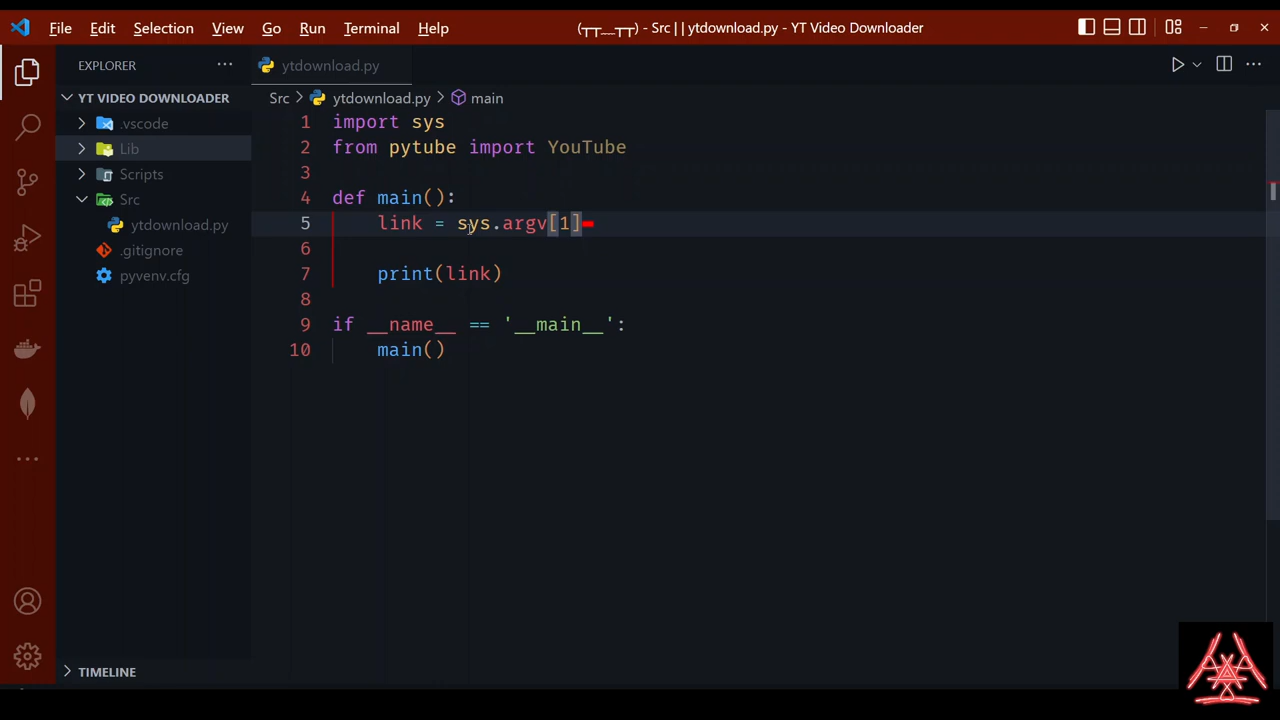 File Edit Selection View Go Run Terminal Help (┬┬﹏┬┬) - Src | | ytdownload.py - YT Video Downloader
EXPLORER ytdownload.py
YT VIDEO DOWNLOADER
.vscode
Lib
Scripts
Src
ytdownload.py
.gitignore
pyvenv.cfg
TIMELINE
Src > ytdownload.py > main
1 import sys
2 from pytube import YouTube
3
4 def main():
5 link = sys.argv[1]
6
7 print(link)
8
9 if __name__ == '__main__':
10 main()